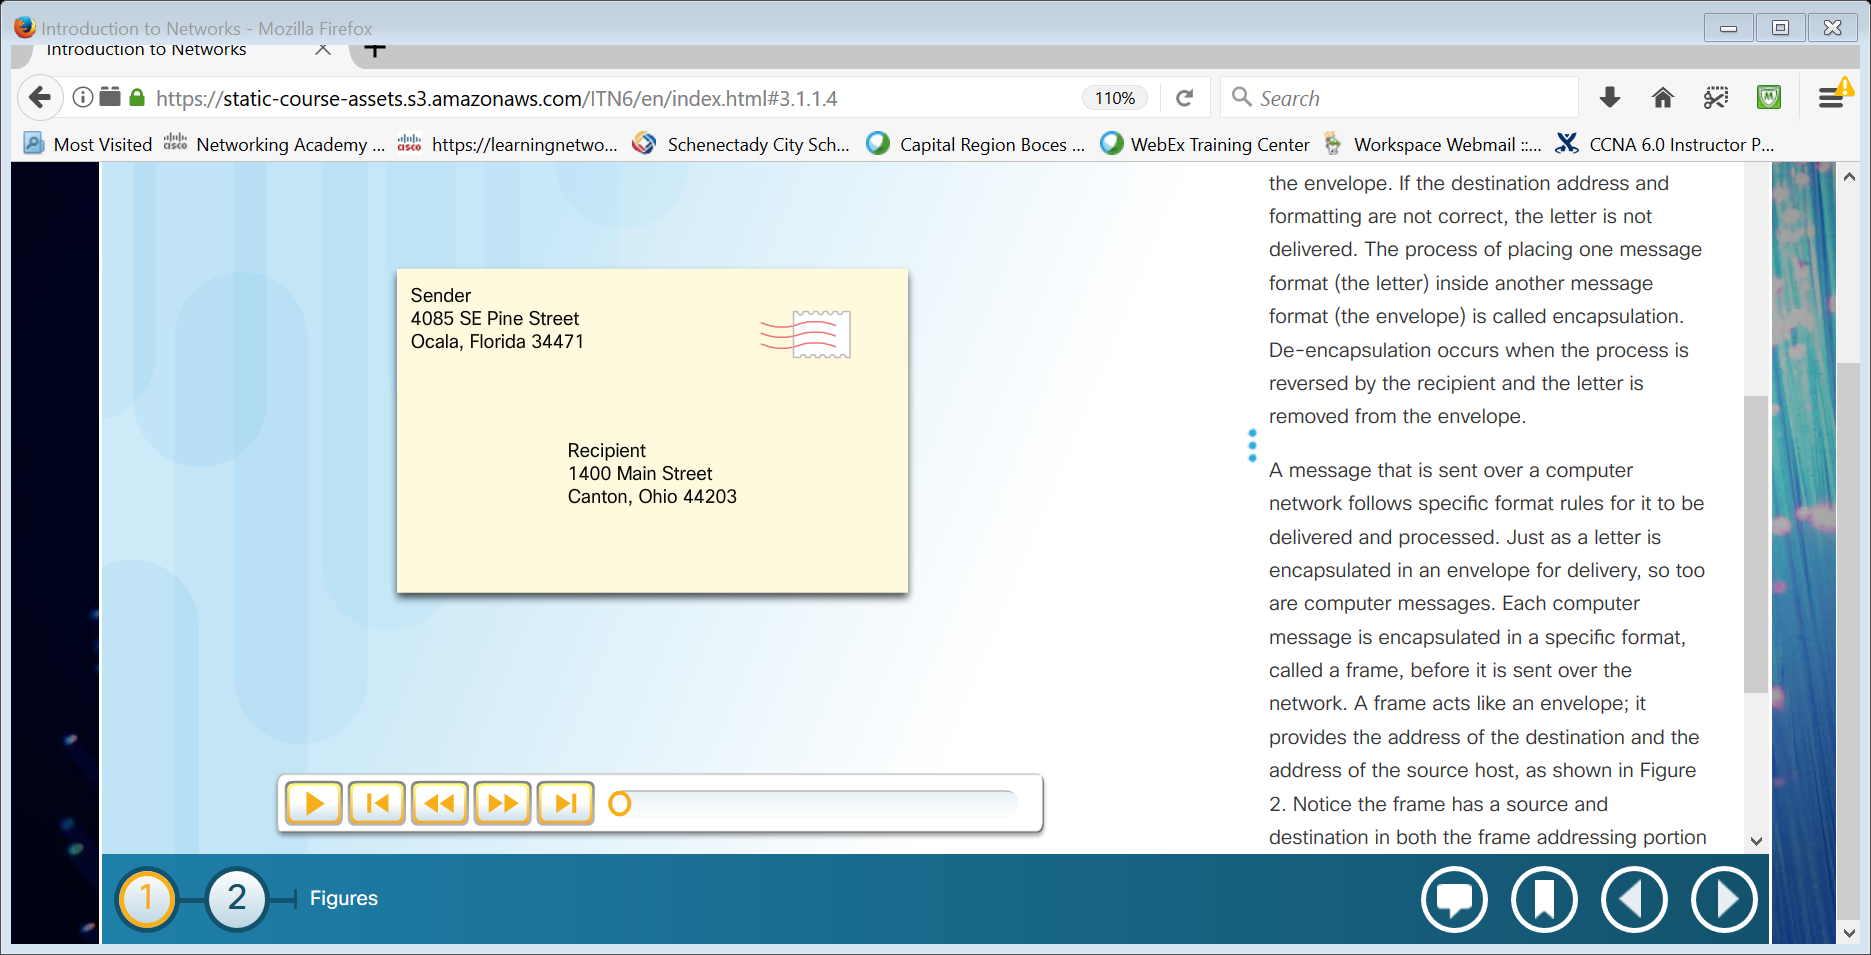 Introduction to Networks - Mozilla Firefox
Introduction to Networks
https://static-course-assets.s3.amazonaws.com/ITN6/en/index.html#3.1.1.4
110%
Search
Most Visited
cisco
Networking Academy ...
cisco
https://learningnetwo...
Schenectady City Sch...
Capital Region Boces ...
WebEx Training Center
Workspace Webmail ::...
CCNA 6.0 Instructor P...
Sender
4085 SE Pine Street
Ocala, Florida 34471
Recipient
1400 Main Street
Canton, Ohio 44203
the envelope. If the destination address and
formatting are not correct, the letter is not
delivered. The process of placing one message
format (the letter) inside another message
format (the envelope) is called encapsulation.
De-encapsulation occurs when the process is
reversed by the recipient and the letter is
removed from the envelope.
A message that is sent over a computer
network follows specific format rules for it to be
delivered and processed. Just as a letter is
encapsulated in an envelope for delivery, so too
are computer messages. Each computer
message is encapsulated in a specific format,
called a frame, before it is sent over the
network. A frame acts like an envelope; it
provides the address of the destination and the
address of the source host, as shown in Figure
2. Notice the frame has a source and
destination in both the frame addressing portion
1
2
Figures